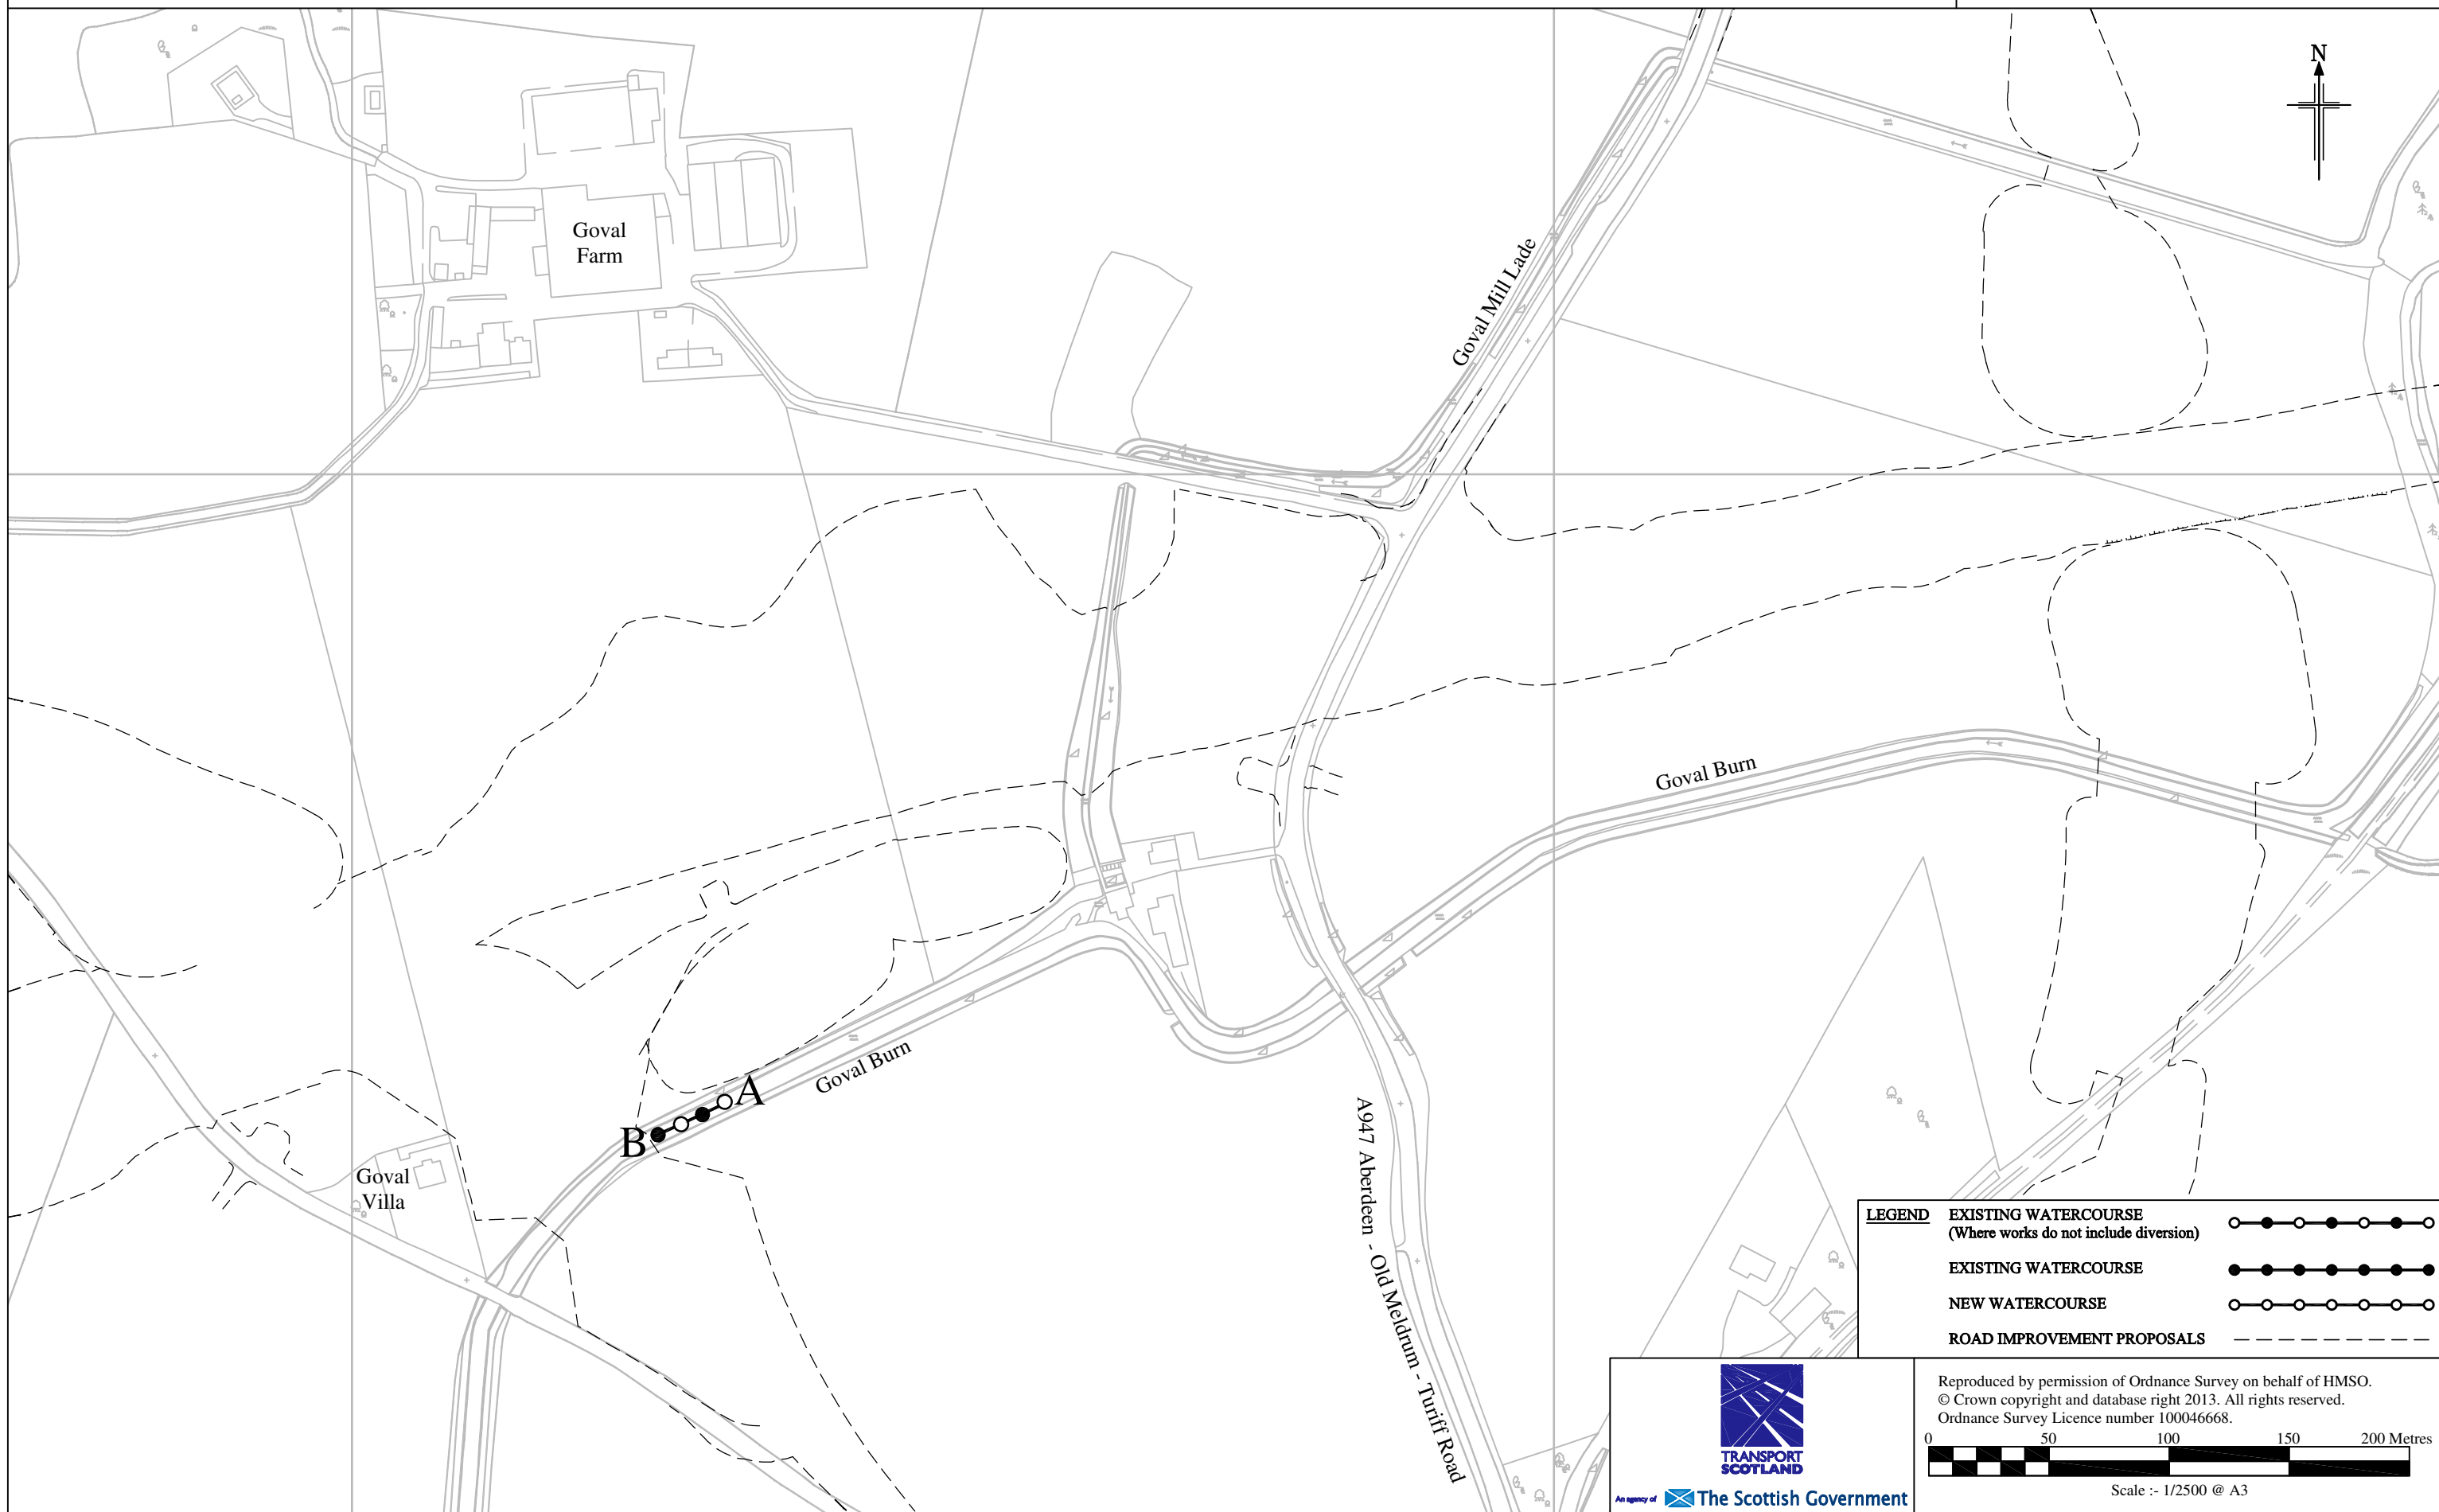 N
Goval
Farm
Goval Mill Lade
Goval Burn
Goval Burn
A
B
Goval
Villa
A947 Aberdeen - Old Meldrum - Turiff Road
LEGEND
EXISTING WATERCOURSE
(Where works do not include diversion)
EXISTING WATERCOURSE
NEW WATERCOURSE
ROAD IMPROVEMENT PROPOSALS
TRANSPORT
SCOTLAND
An agency of The Scottish Government
Reproduced by permission of Ordnance Survey on behalf of HMSO.
© Crown copyright and database right 2013. All rights reserved.
Ordnance Survey Licence number 100046668.
0 50 100 150 200 Metres
Scale :- 1/2500 @ A3